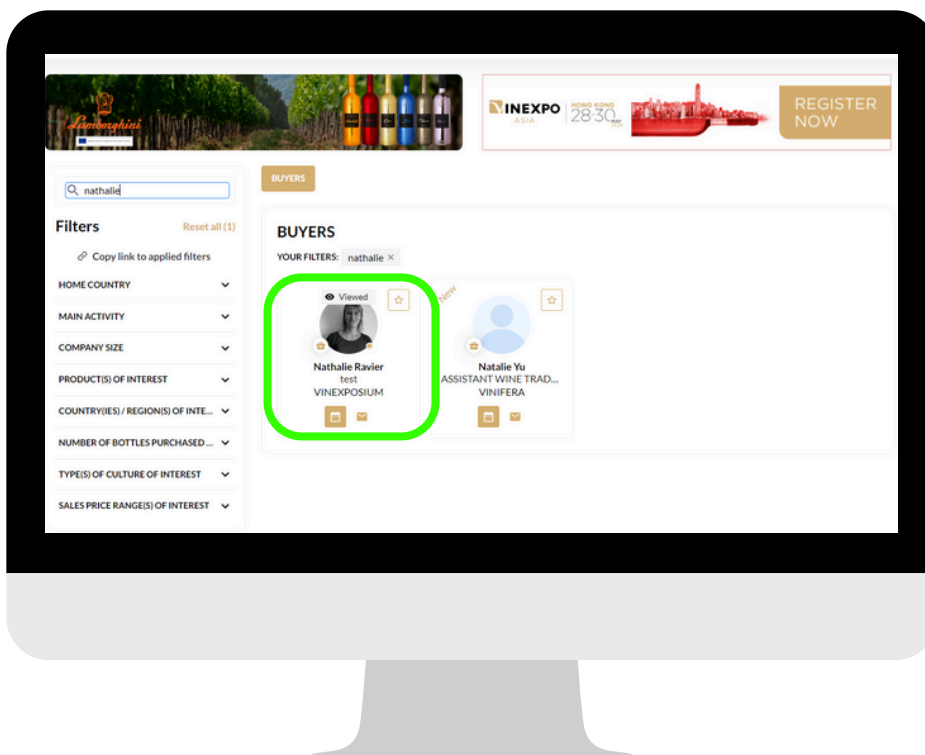 Lamborghini
VINEXPO
ASIA
HONG KONG
28-30
REGISTER
NOW
nathalie
BUYERS
Filters
Reset all (1)
Copy link to applied filters
HOME COUNTRY
MAIN ACTIVITY
COMPANY SIZE
PRODUCT(S) OF INTEREST
COUNTRY(IES) / REGION(S) OF INTE...
NUMBER OF BOTTLES PURCHASED ...
TYPE(S) OF CULTURE OF INTEREST
SALES PRICE RANGE(S) OF INTEREST
BUYERS
YOUR FILTERS: nathalie ×
Viewed
Nathalie Ravier
test
VINEXPOSIUM
New
Natalie Yu
ASSISTANT WINE TRAD...
VINIFERA